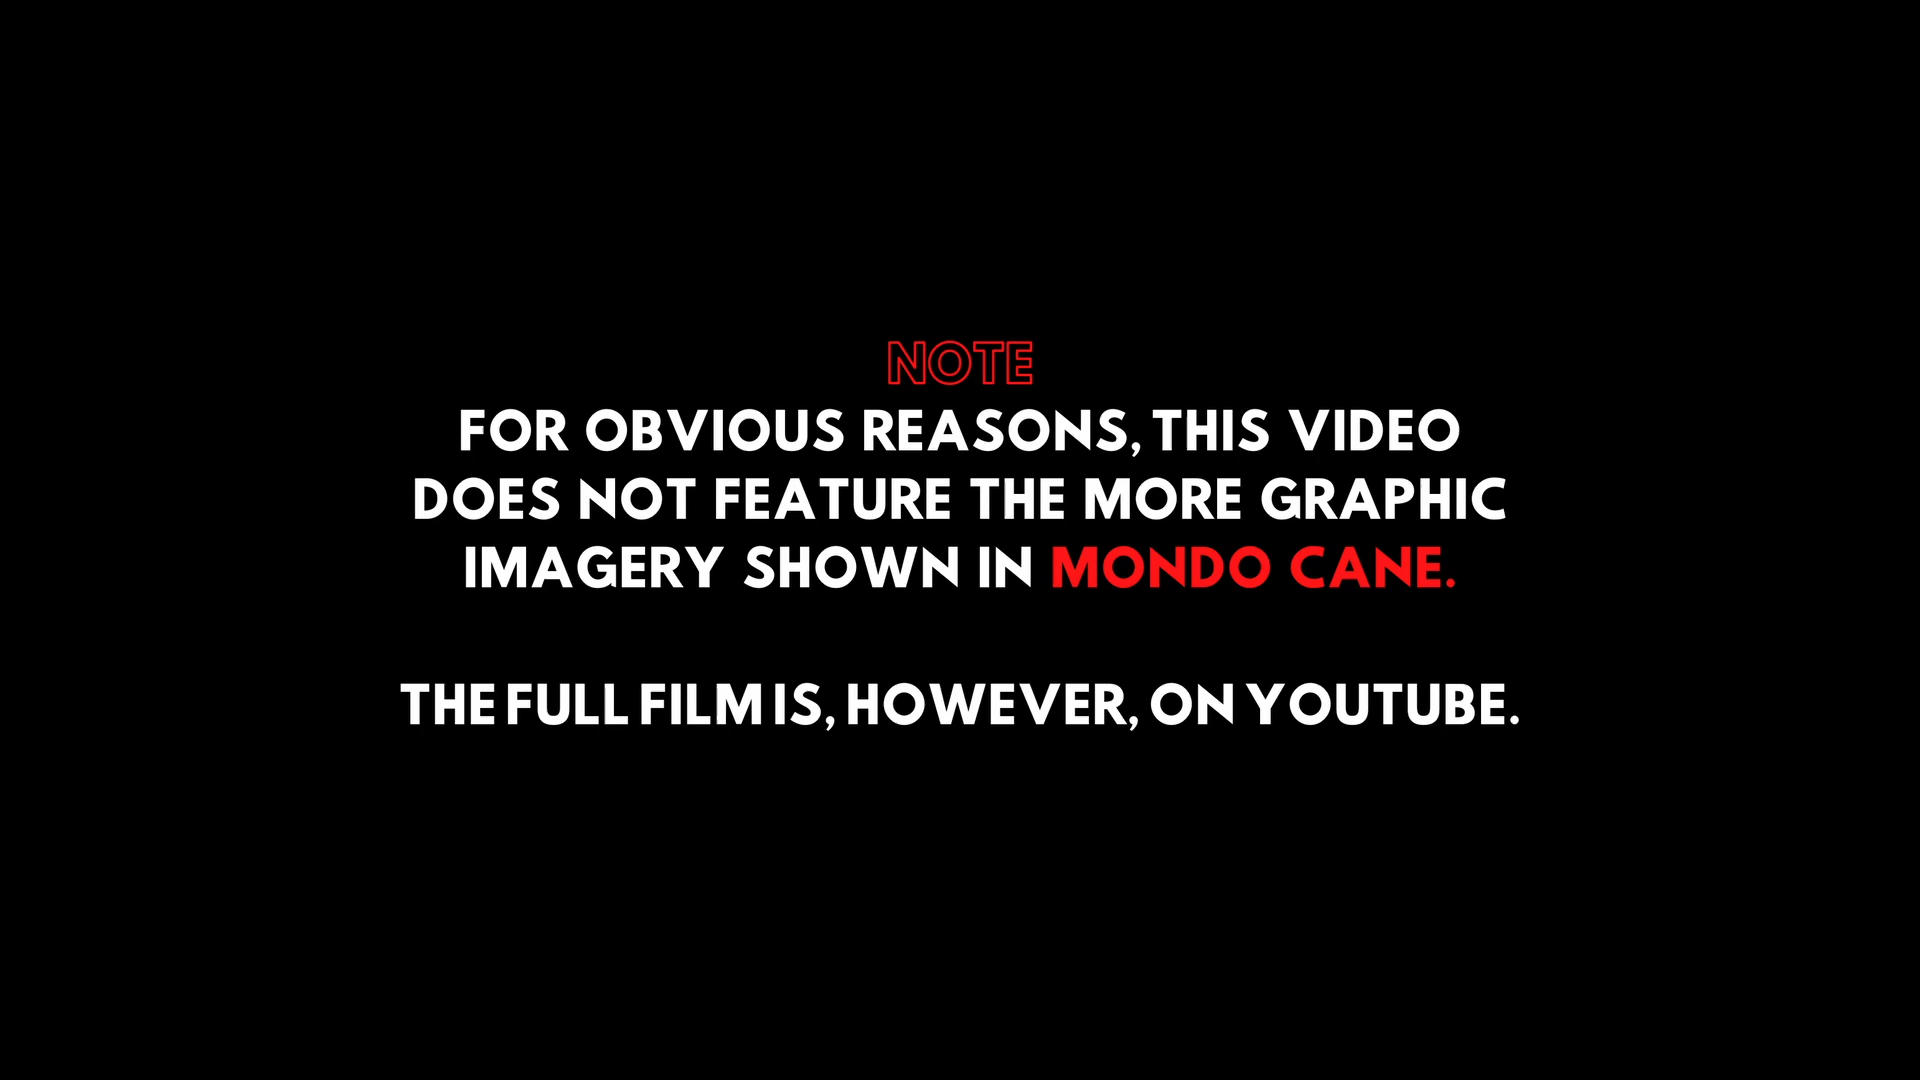 NOTE
FOR OBVIOUS REASONS, THIS VIDEO
DOES NOT FEATURE THE MORE GRAPHIC
IMAGERY SHOWN IN MONDO CANE.
THE FULL FILM IS, HOWEVER, ON YOUTUBE.